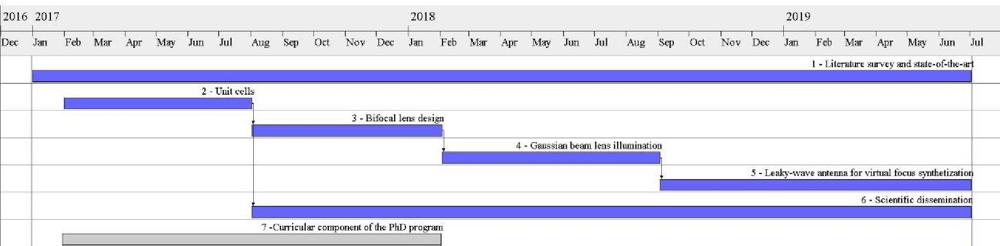 2016 2017 2018 2019
Dec Jan Feb Mar Apr May Jun Jul Aug Sep Oct Nov Dec Jan Feb Mar Apr May Jun Jul Aug Sep Oct Nov Dec Jan Feb Mar Apr May Jun Jul
1 - Literature survey and state-of-the-art
2 - Unit cells
3 - Bifocal lens design
4 - Gaussian beam lens illumination
5 - Leaky-wave antenna for virtual focus synthetization
6 - Scientific dissemination
7 -Curricular component of the PhD program